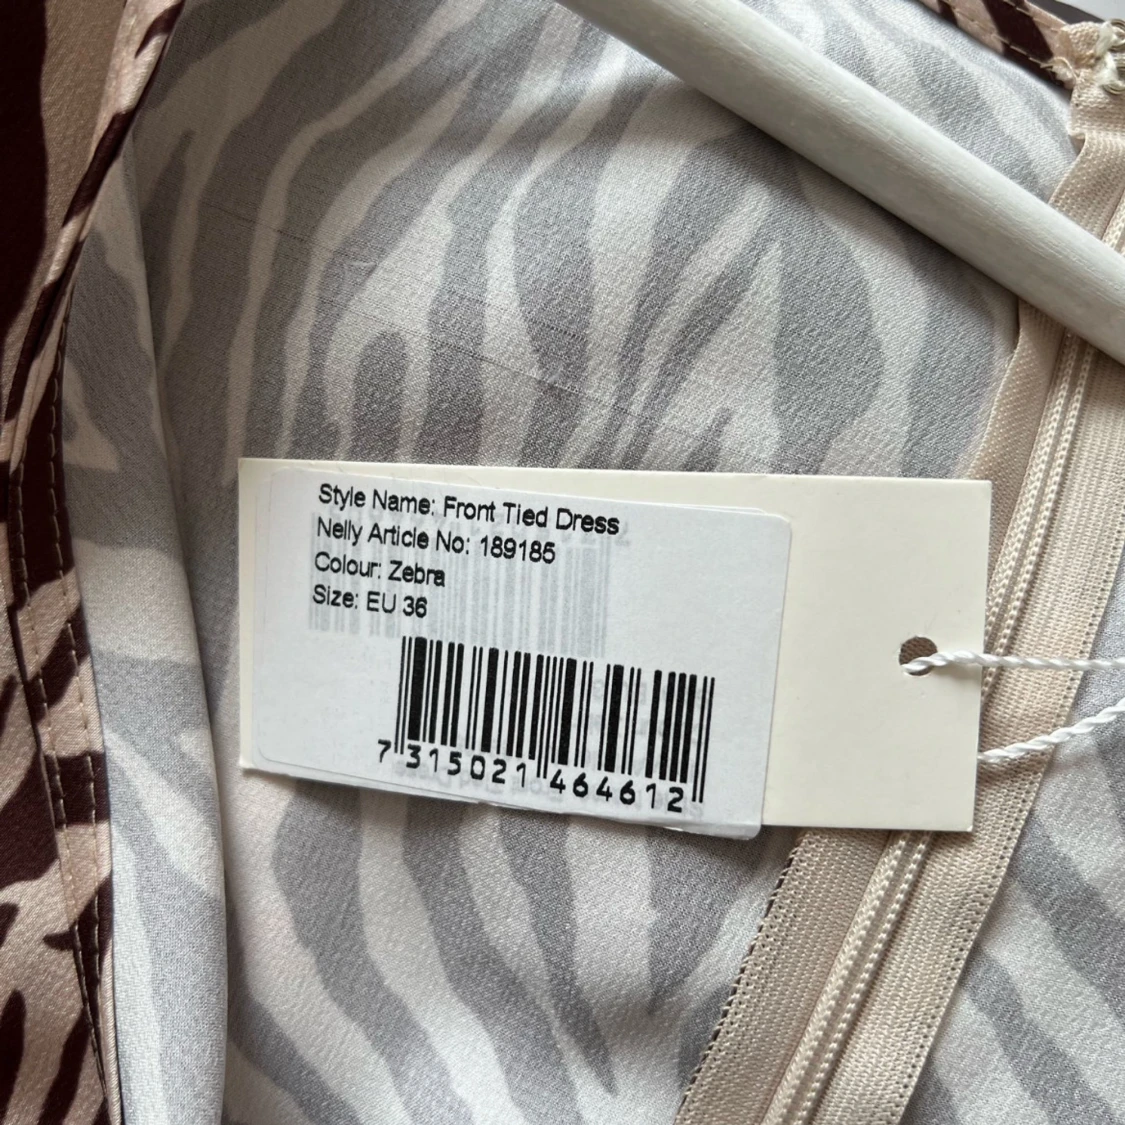 Style Name: Front Tied Dress
Nelly Article No: 189185
Colour: Zebra
Size: EU 36
7 315021 464612